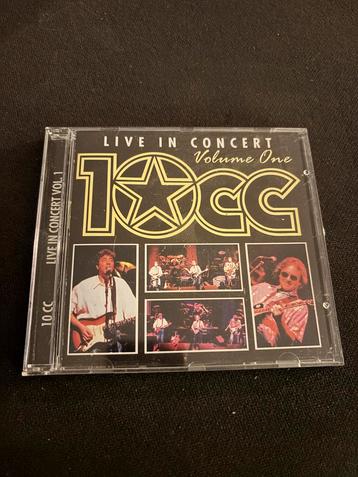 LIVE IN CONCERT
Volume One
10CC
10 CC LIVE IN CONCERT VOL. 1